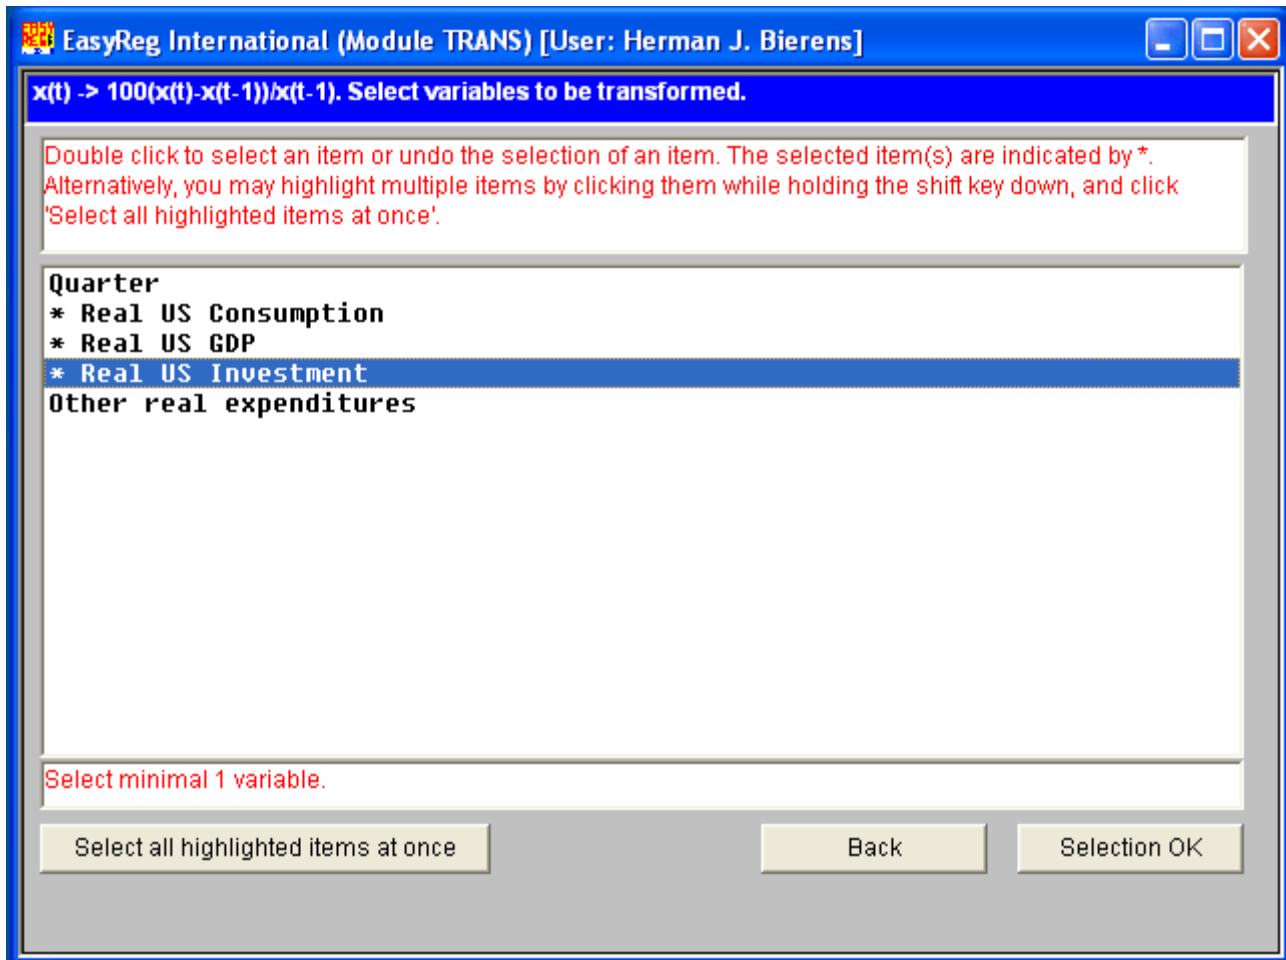 EasyReg International (Module TRANS) [User: Herman J. Bierens]
x(t) -> 100(x(t)-x(t-1))/x(t-1). Select variables to be transformed.
Double click to select an item or undo the selection of an item. The selected item(s) are indicated by *.
Alternatively, you may highlight multiple items by clicking them while holding the shift key down, and click
'Select all highlighted items at once'.
Quarter
* Real US Consumption
* Real US GDP
* Real US Investment
Other real expenditures
Select minimal 1 variable.
Select all highlighted items at once
Back
Selection OK